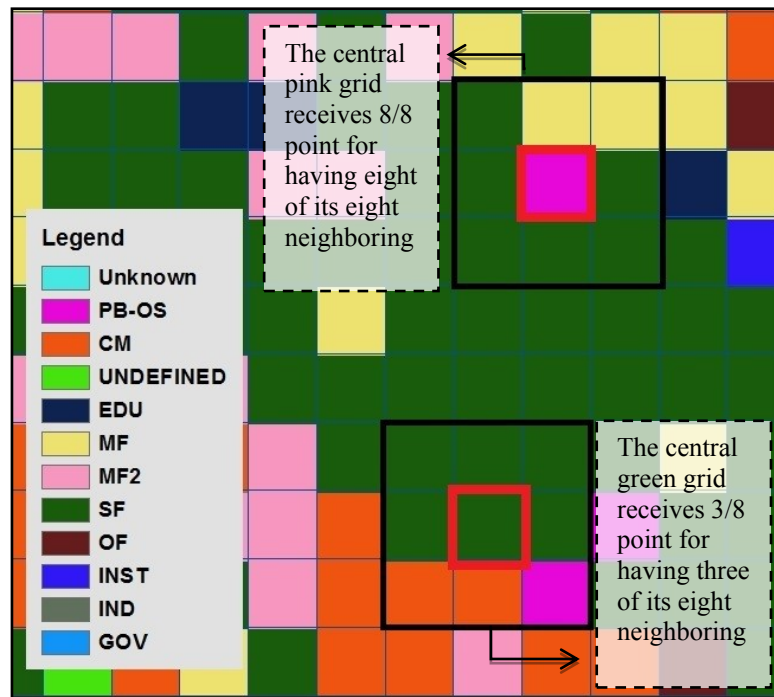 The central
pink grid
receives 8/8
point for
having eight
of its eight
neighboring
Legend
Unknown
PB-OS
CM
UNDEFINED
EDU
MF
MF2
SF
OF
INST
IND
GOV
The central
green grid
receives 3/8
point for
having three
of its eight
neighboring